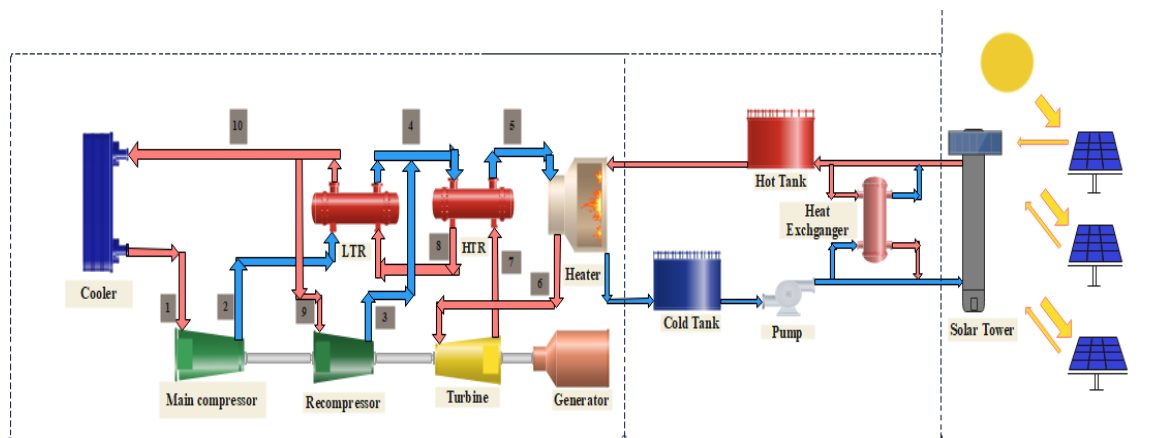 10
4
5
Hot Tank
Heat
Exchganger
LTR
8
HTR
7
6
Heater
Cooler
1
2
9
3
Cold Tank
Pump
Solar Tower
Main compressor
Recompressor
Turbine
Generator